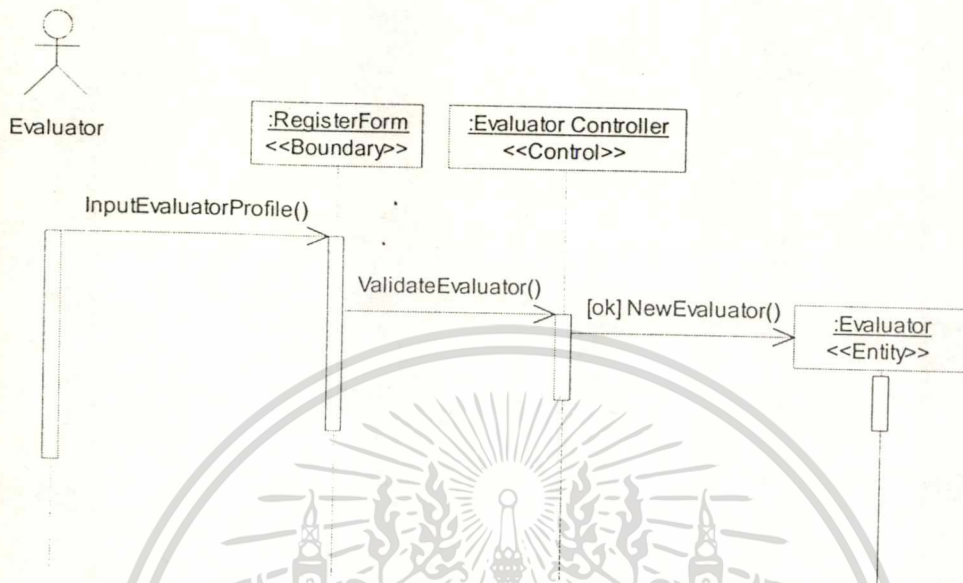 Evaluator
:RegisterForm
<<Boundary>>
:Evaluator Controller
<<Control>>
InputEvaluatorProfile()
ValidateEvaluator()
[ok] NewEvaluator()
:Evaluator
<<Entity>>